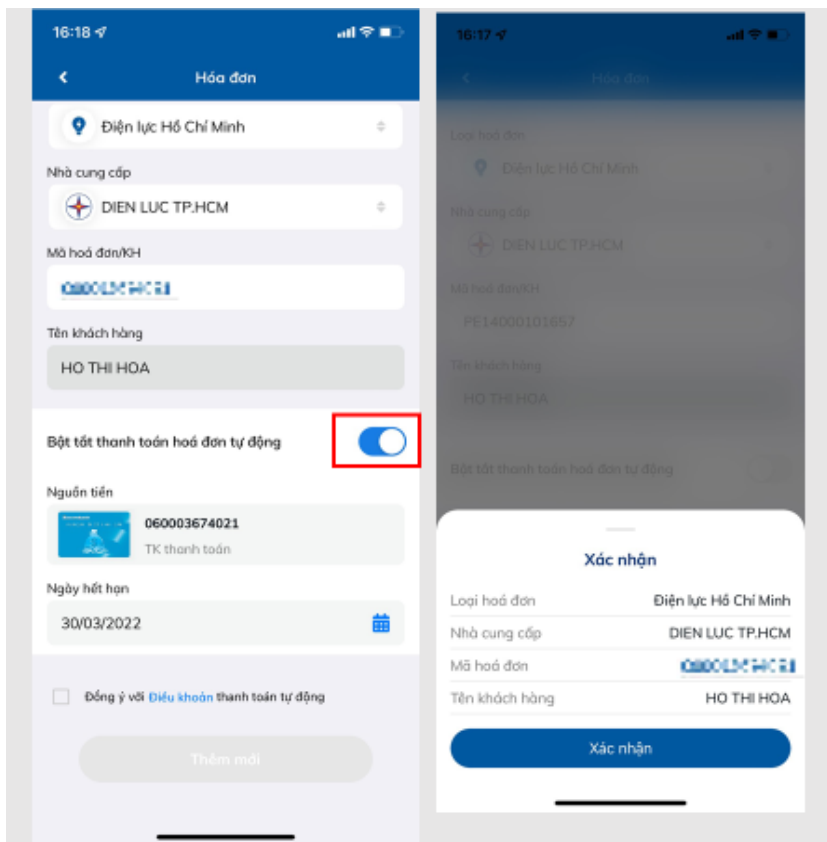 16:18
Hóa đơn
Điện lực Hồ Chí Minh
Nhà cung cấp
DIEN LUC TP.HCM
Mã hoá đơn/KH
Tên khách hàng
HO THI HOA
Bật tắt thanh toán hoá đơn tự động
Nguồn tiền
060003674021
TK thanh toán
Ngày hết hạn
30/03/2022
Đồng ý với Điều khoản thanh toán tự động
Thêm mới
16:17
Hóa đơn
Loại hoá đơn
Điện lực Hồ Chí Minh
Nhà cung cấp
DIEN LUC TP.HCM
Mã hoá đơn/KH
PE14000101657
Tên khách hàng
HO THI HOA
Bật tắt thanh toán hoá đơn tự động
Xác nhận
Loại hoá đơn Điện lực Hồ Chí Minh
Nhà cung cấp DIEN LUC TP.HCM
Mã hoá đơn
Tên khách hàng HO THI HOA
Xác nhận